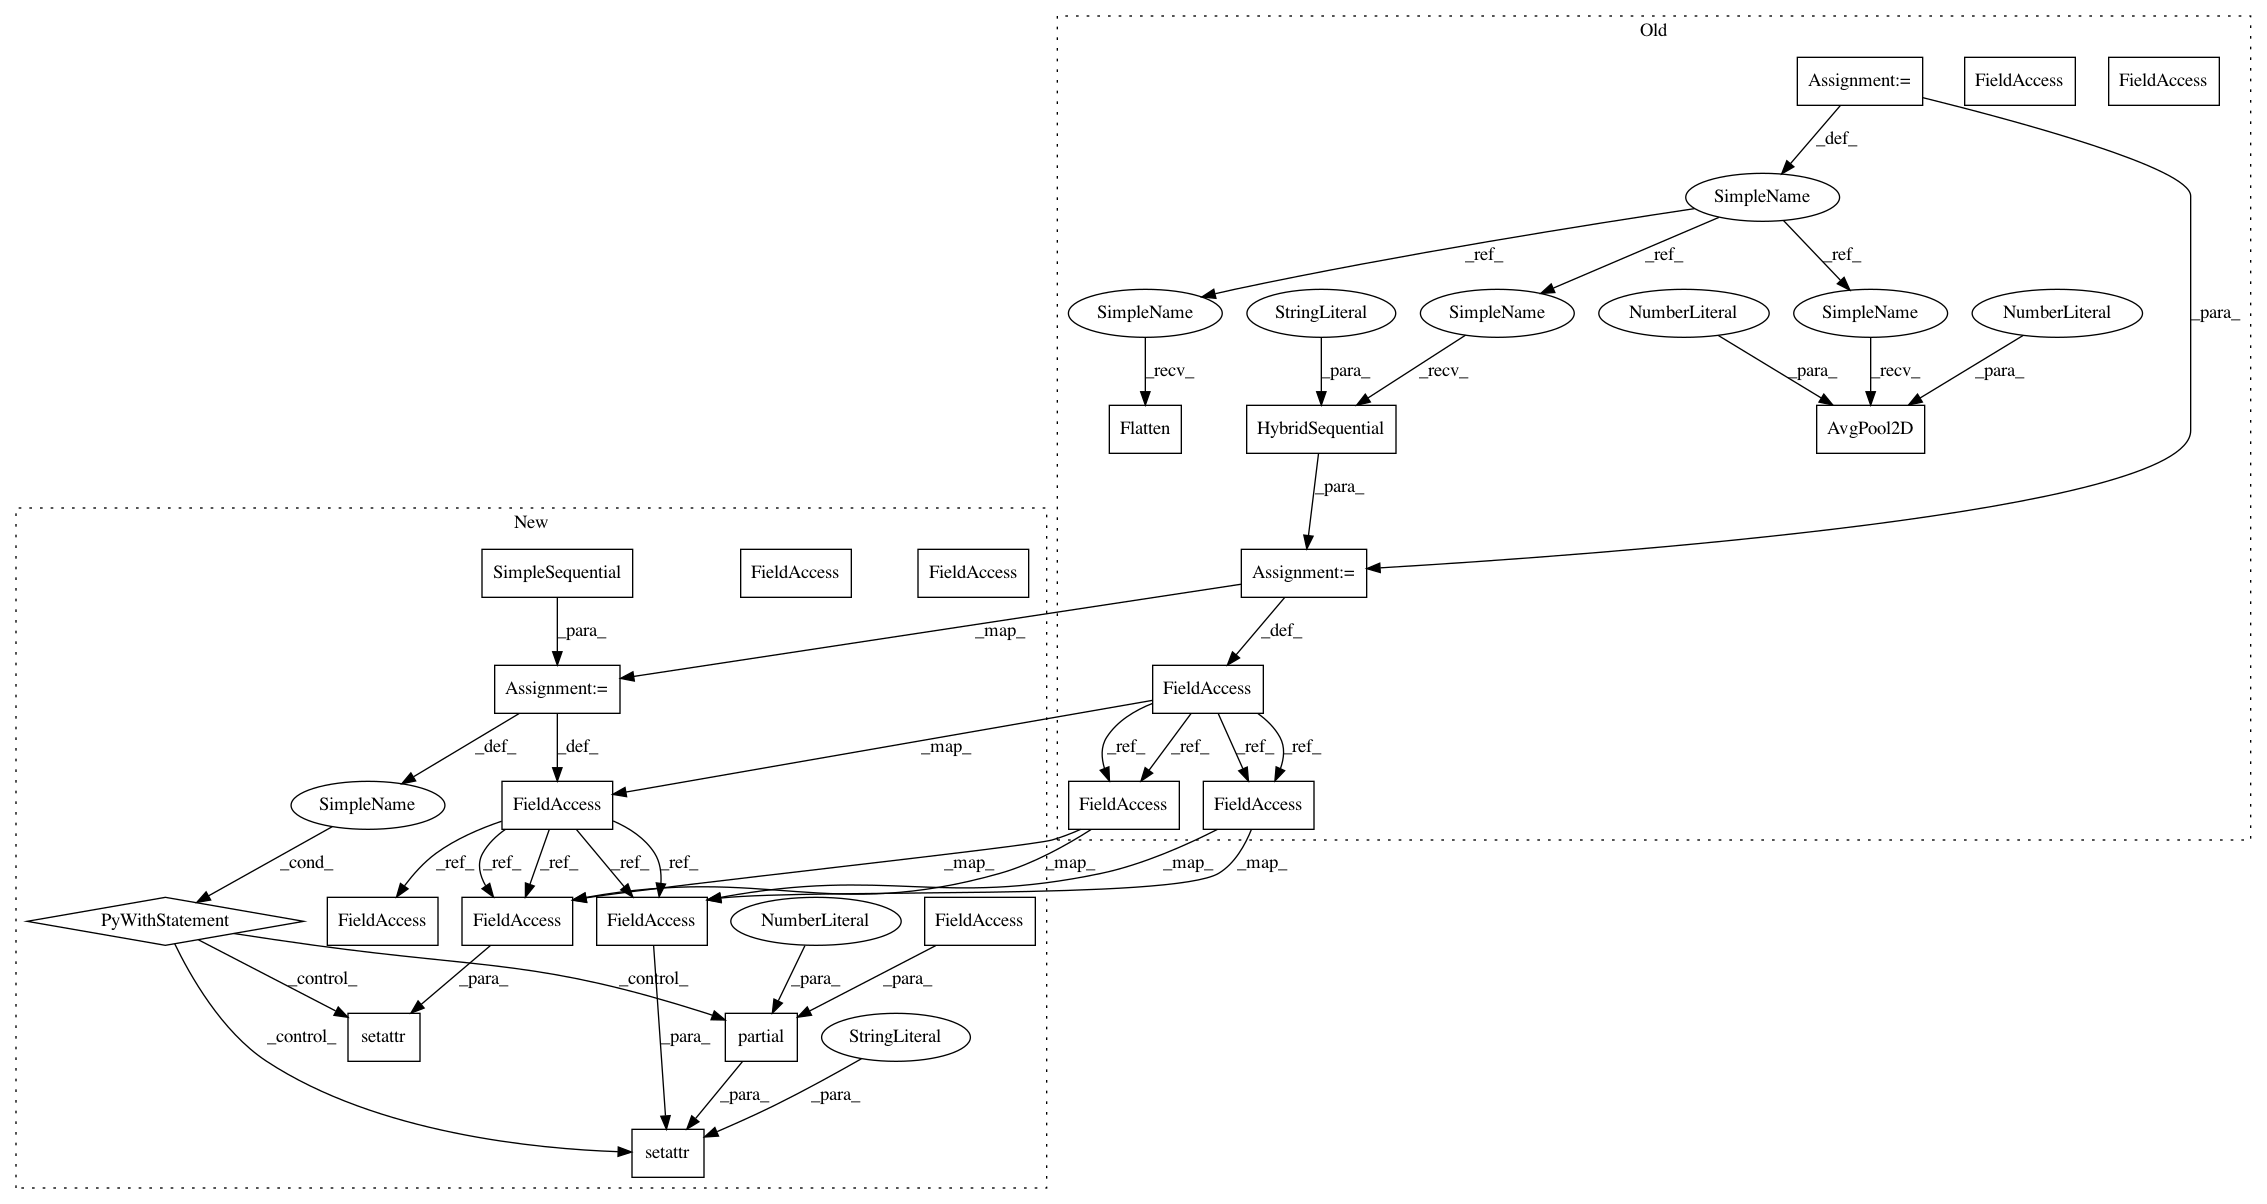 Old
Assignment:=
FieldAccess
FieldAccess
_def_
SimpleName
_ref_
_ref_
_ref_
SimpleName
StringLiteral
SimpleName
NumberLiteral
SimpleName
NumberLiteral
_para_
_recv_
_para_
_recv_
_para_
_recv_
_para_
Flatten
HybridSequential
AvgPool2D
_para_
New
SimpleSequential
FieldAccess
FieldAccess
Assignment:=
_para_
_map_
_def_
Assignment:=
FieldAccess
_def_
_def_
_map_
_ref_
_ref_
_ref_
_ref_
SimpleName
FieldAccess
FieldAccess
FieldAccess
_cond_
_ref_
_ref_
_ref_
_ref_
_ref_
_map_
_map_
_map_
_map_
PyWithStatement
FieldAccess
FieldAccess
FieldAccess
NumberLiteral
FieldAccess
_control_
_para_
_control_
_para_
_para_
_control_
setattr
_para_
partial
StringLiteral
_para_
_para_
setattr